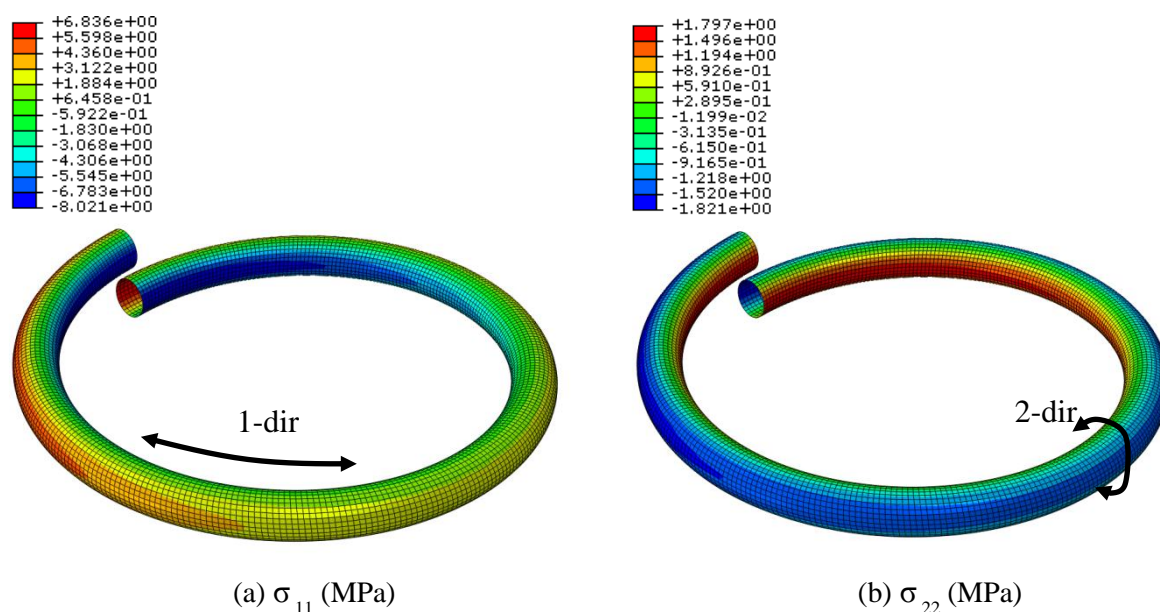 +6.836e+00
+5.598e+00
+4.360e+00
+3.122e+00
+1.884e+00
+6.458e-01
-5.922e-01
-1.830e+00
-3.068e+00
-4.306e+00
-5.545e+00
-6.783e+00
-8.021e+00
1-dir
(a) σ 11 (MPa)
+1.797e+00
+1.496e+00
+1.194e+00
+8.926e-01
+5.910e-01
+2.895e-01
-1.199e-02
-3.135e-01
-6.150e-01
-9.165e-01
-1.218e+00
-1.520e+00
-1.821e+00
2-dir
(b) σ 22 (MPa)